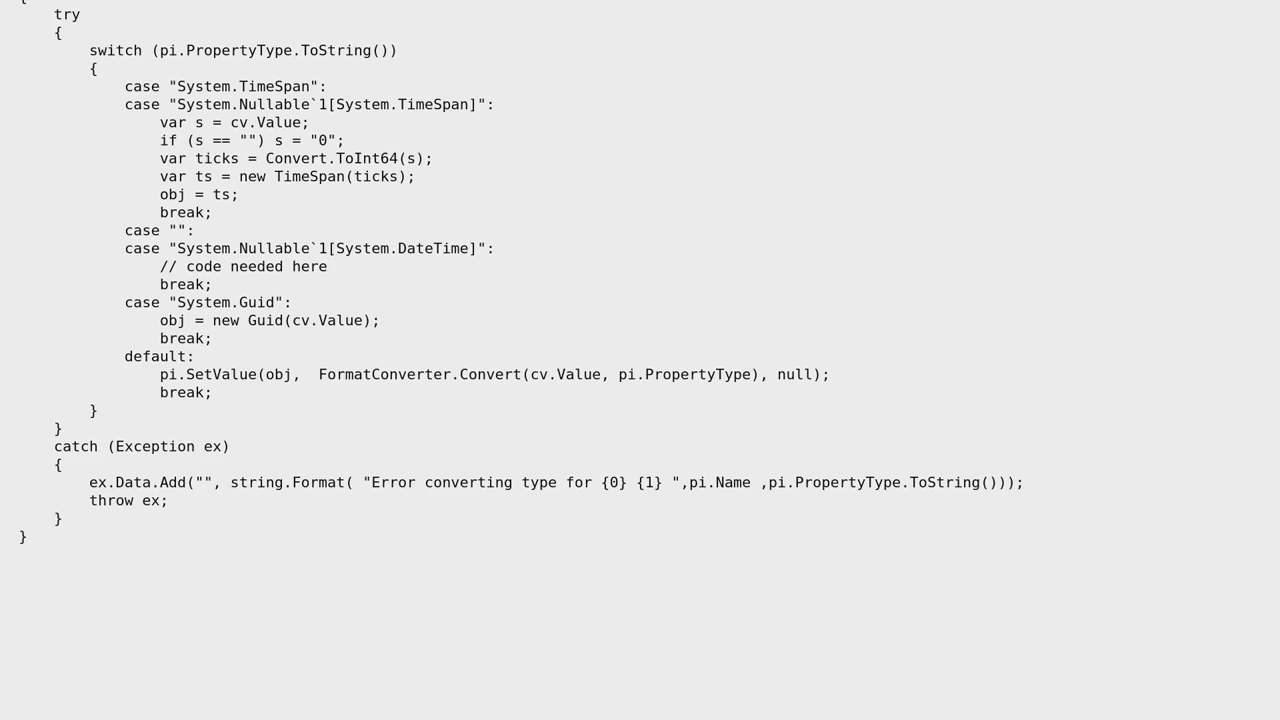 {
try
{
switch (pi.PropertyType.ToString())
{
case "System.TimeSpan":
case "System.Nullable`1[System.TimeSpan]":
var s = cv.Value;
if (s == "") s = "0";
var ticks = Convert.ToInt64(s);
var ts = new TimeSpan(ticks);
obj = ts;
break;
case "":
case "System.Nullable`1[System.DateTime]":
// code needed here
break;
case "System.Guid":
obj = new Guid(cv.Value);
break;
default:
pi.SetValue(obj,  FormatConverter.Convert(cv.Value, pi.PropertyType), null);
break;
}
}
catch (Exception ex)
{
ex.Data.Add("", string.Format( "Error converting type for {0} {1} ",pi.Name ,pi.PropertyType.ToString()));
throw ex;
}
}